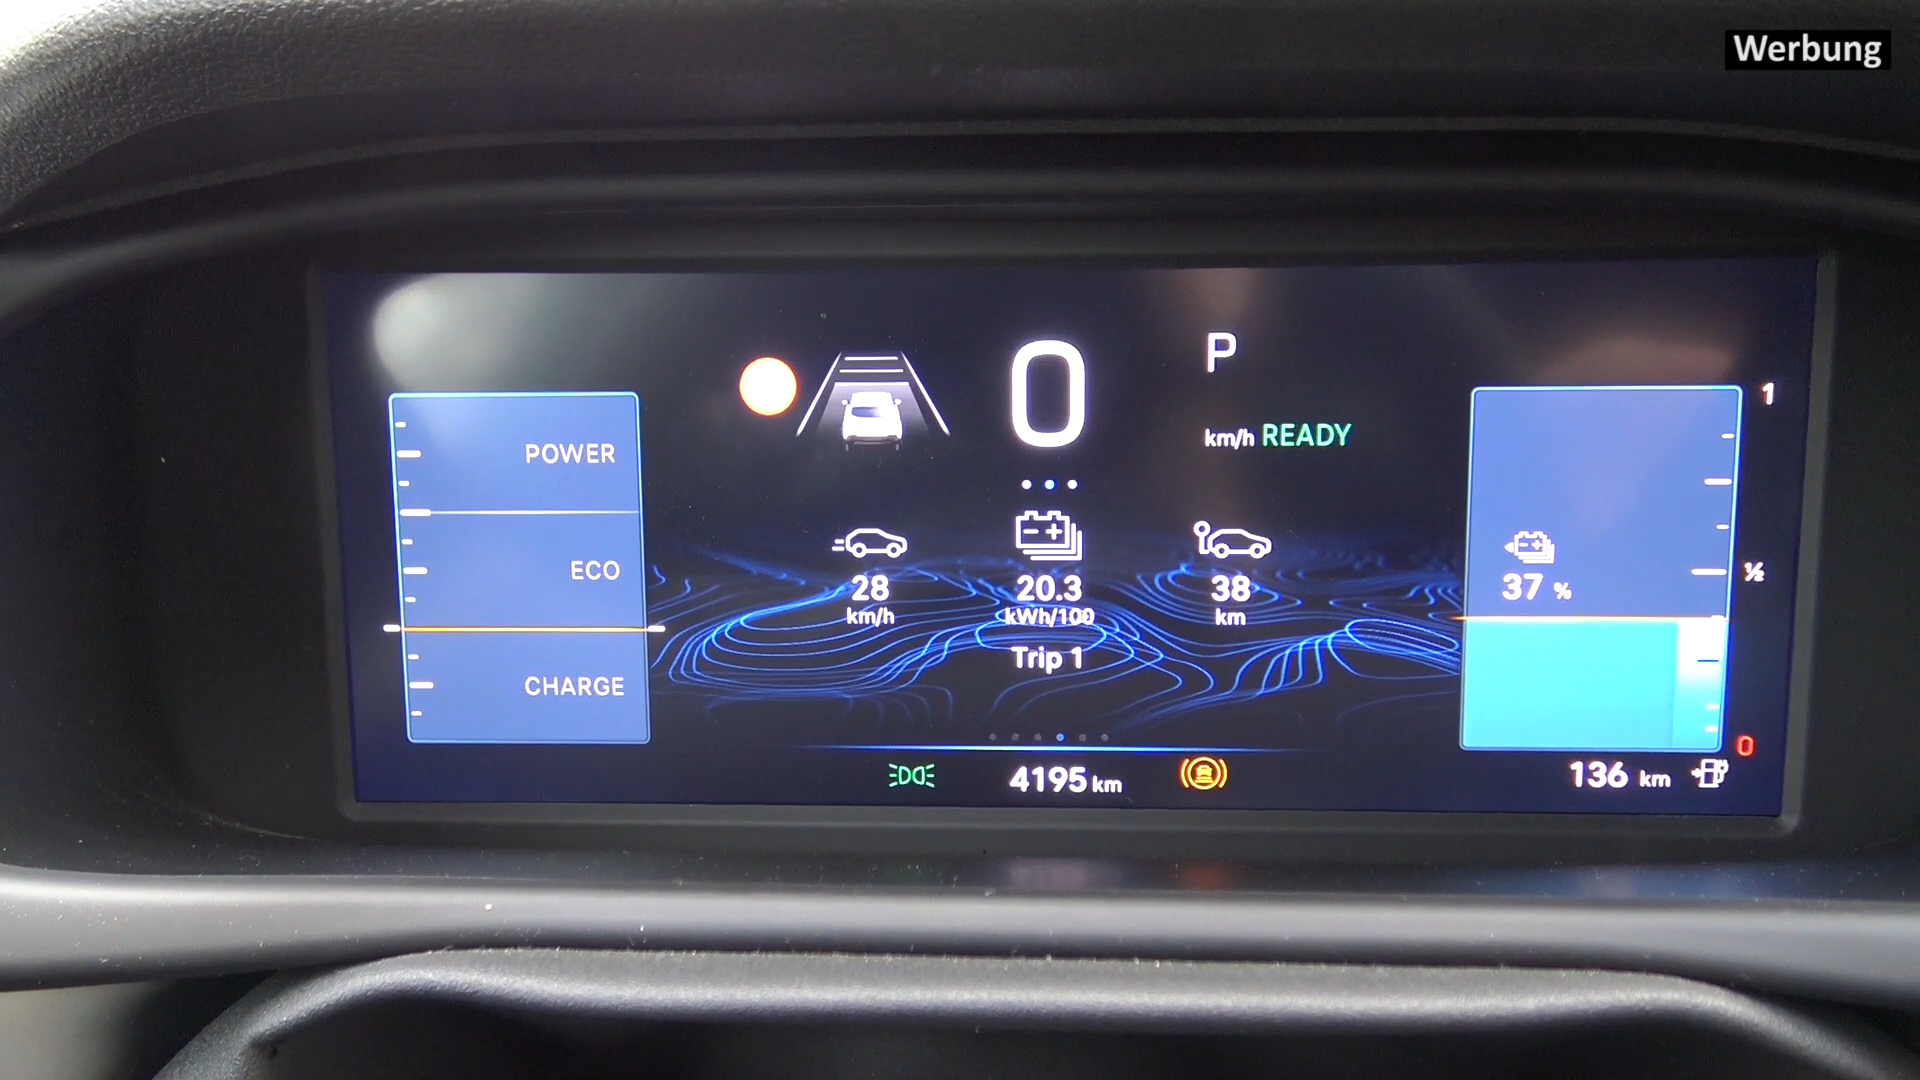 Werbung
0
P
km/h READY
POWER
ECO
CHARGE
28
km/h
20.3
kWh/100
Trip 1
38
km
37 %
1
½
0
4195 km
136 km